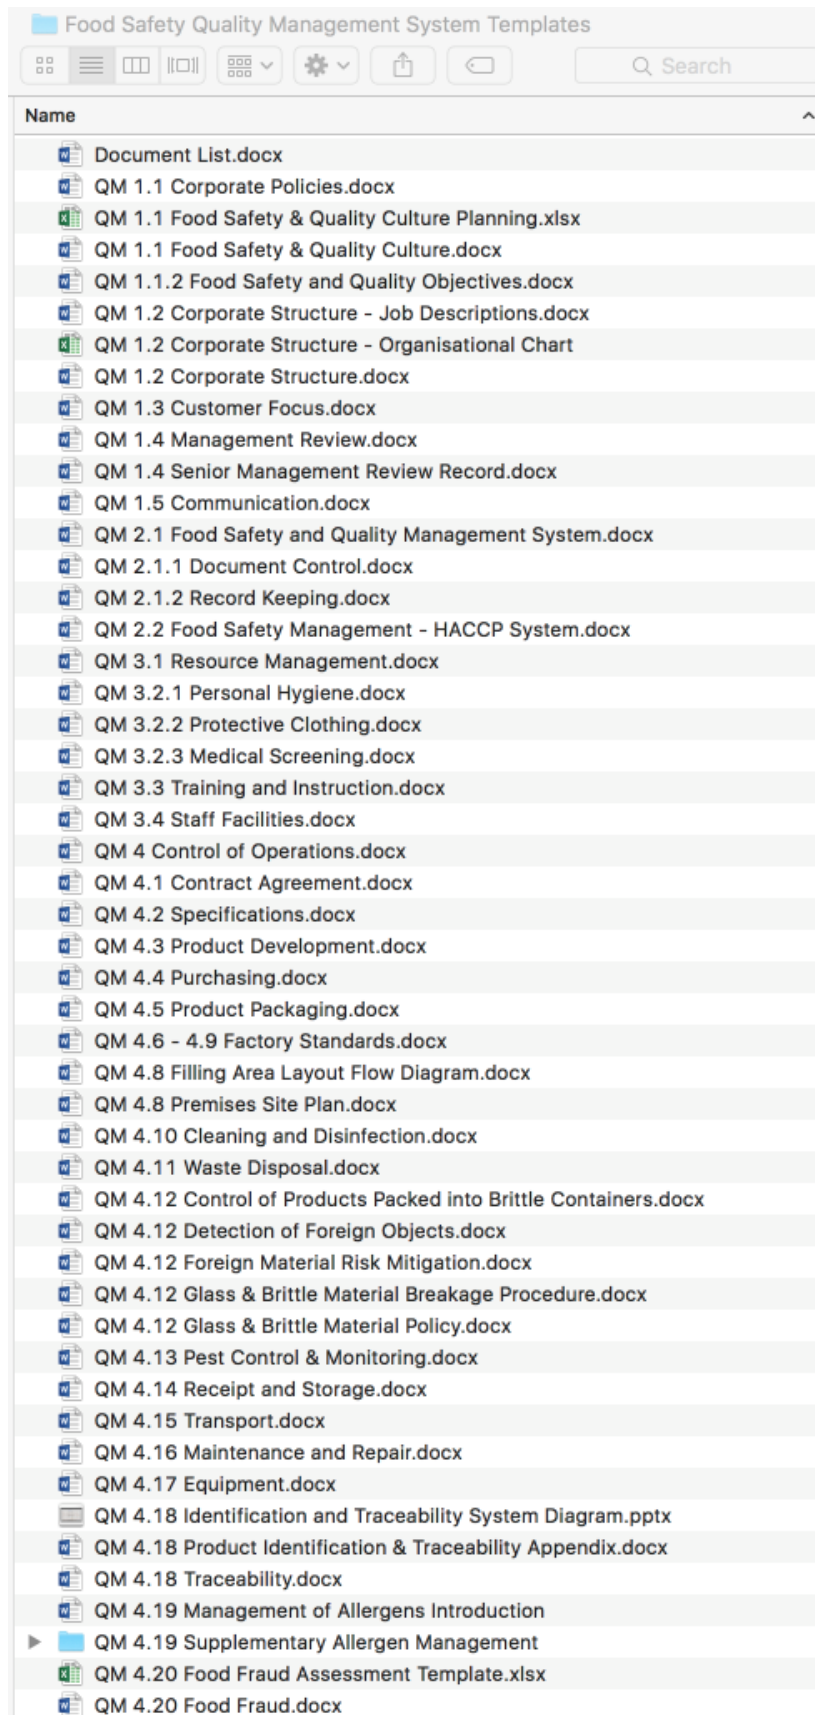 Food Safety Quality Management System Templates
Search
Name
Document List.docx
QM 1.1 Corporate Policies.docx
QM 1.1 Food Safety & Quality Culture Planning.xlsx
QM 1.1 Food Safety & Quality Culture.docx
QM 1.1.2 Food Safety and Quality Objectives.docx
QM 1.2 Corporate Structure - Job Descriptions.docx
QM 1.2 Corporate Structure - Organisational Chart
QM 1.2 Corporate Structure.docx
QM 1.3 Customer Focus.docx
QM 1.4 Management Review.docx
QM 1.4 Senior Management Review Record.docx
QM 1.5 Communication.docx
QM 2.1 Food Safety and Quality Management System.docx
QM 2.1.1 Document Control.docx
QM 2.1.2 Record Keeping.docx
QM 2.2 Food Safety Management - HACCP System.docx
QM 3.1 Resource Management.docx
QM 3.2.1 Personal Hygiene.docx
QM 3.2.2 Protective Clothing.docx
QM 3.2.3 Medical Screening.docx
QM 3.3 Training and Instruction.docx
QM 3.4 Staff Facilities.docx
QM 4 Control of Operations.docx
QM 4.1 Contract Agreement.docx
QM 4.2 Specifications.docx
QM 4.3 Product Development.docx
QM 4.4 Purchasing.docx
QM 4.5 Product Packaging.docx
QM 4.6 - 4.9 Factory Standards.docx
QM 4.8 Filling Area Layout Flow Diagram.docx
QM 4.8 Premises Site Plan.docx
QM 4.10 Cleaning and Disinfection.docx
QM 4.11 Waste Disposal.docx
QM 4.12 Control of Products Packed into Brittle Containers.docx
QM 4.12 Detection of Foreign Objects.docx
QM 4.12 Foreign Material Risk Mitigation.docx
QM 4.12 Glass & Brittle Material Breakage Procedure.docx
QM 4.12 Glass & Brittle Material Policy.docx
QM 4.13 Pest Control & Monitoring.docx
QM 4.14 Receipt and Storage.docx
QM 4.15 Transport.docx
QM 4.16 Maintenance and Repair.docx
QM 4.17 Equipment.docx
QM 4.18 Identification and Traceability System Diagram.pptx
QM 4.18 Product Identification & Traceability Appendix.docx
QM 4.18 Traceability.docx
QM 4.19 Management of Allergens Introduction
QM 4.19 Supplementary Allergen Management
QM 4.20 Food Fraud Assessment Template.xlsx
QM 4.20 Food Fraud.docx